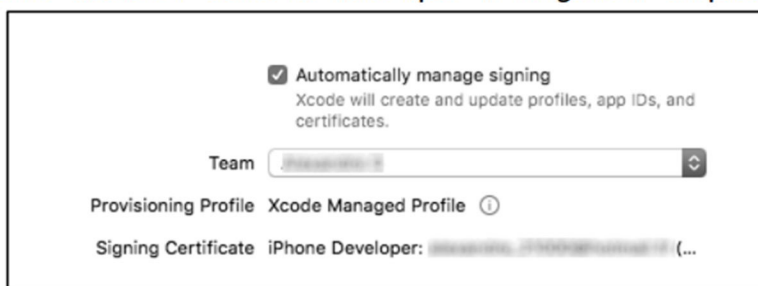 Automatically manage signing
Xcode will create and update profiles, app IDs, and
certificates.
Team
Provisioning Profile Xcode Managed Profile
Signing Certificate iPhone Developer: (...